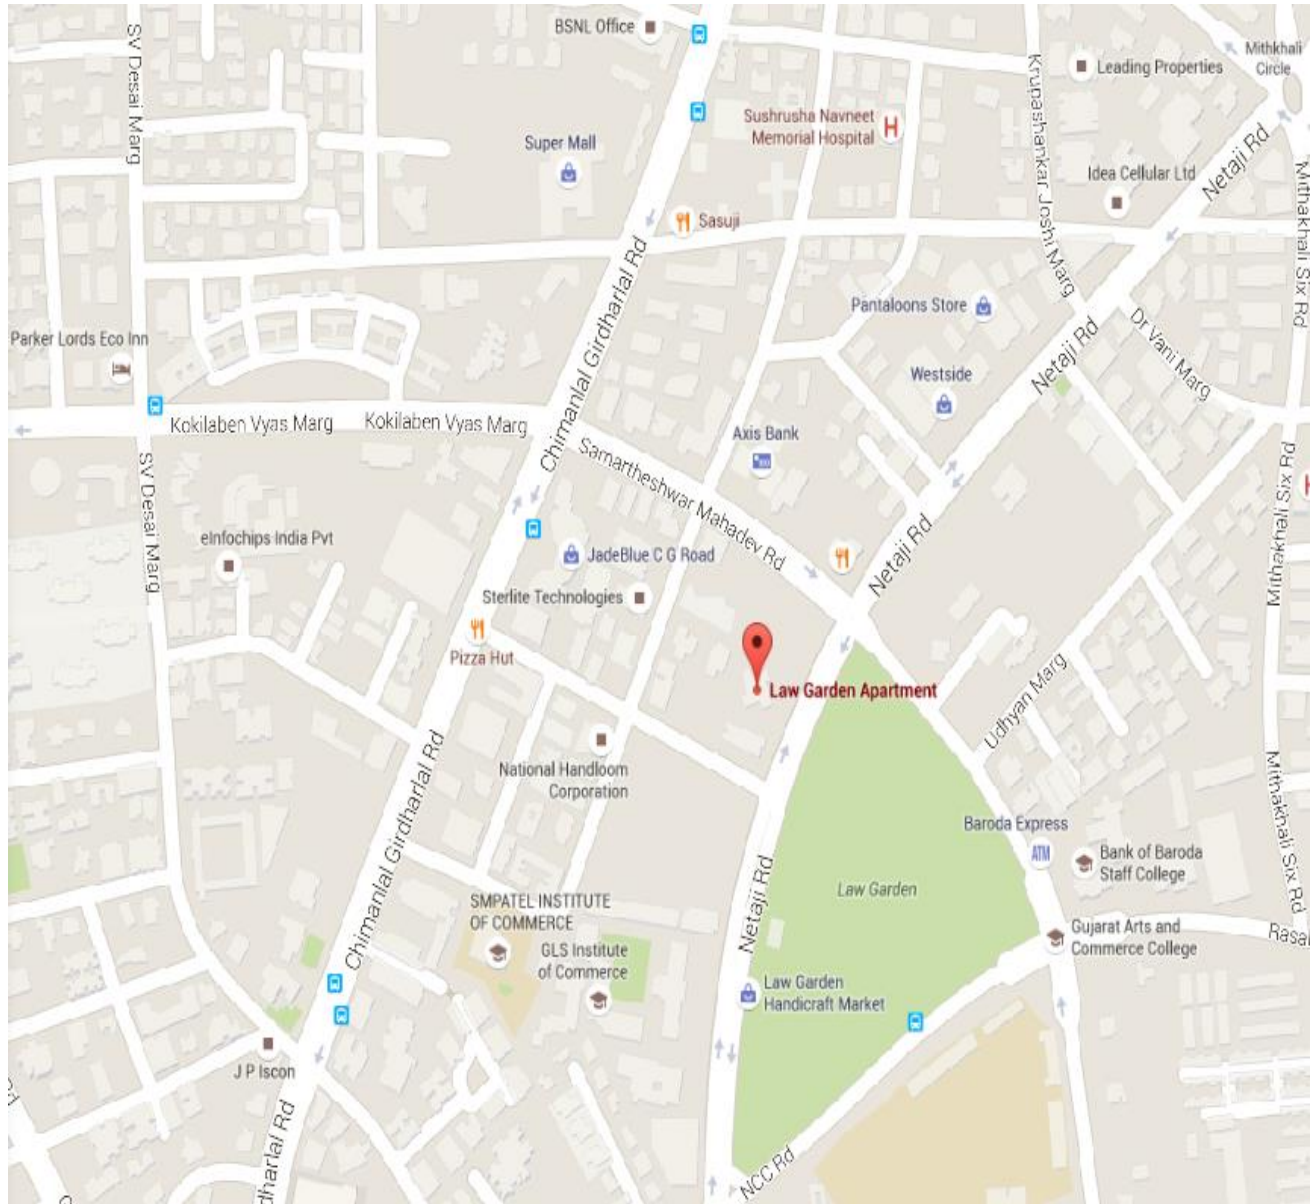 BSNL Office
SV Desai Marg
Mithkhali
Circle
Leading Properties
Krupashankar Joshi Marg
Sushrusha Navneet
Memorial Hospital
H
Super Mall
Idea Cellular Ltd
Netaji Rd
Mithakhali Six Rd
Sasuji
Chimanlal Girdharlal Rd
Pantaloons Store
Parker Lords Eco Inn
Dr Vani Marg
Netaji Rd
Westside
Kokilaben Vyas Marg
Kokilaben Vyas Marg
Axis Bank
Samartheshwar Mahadev Rd
SV Desai Marg
Mithakhali Six Rd
H
eInfochips India Pvt
JadeBlue C G Road
Netaji Rd
Sterlite Technologies
Pizza Hut
Law Garden Apartment
Udhyan Marg
National Handloom
Corporation
Chimanlal Girdharlal Rd
Mithakhali Six Rd
Baroda Express
ATM
Bank of Baroda
Staff College
Netaji Rd
Law Garden
SMPATEL INSTITUTE
OF COMMERCE
GLS Institute
of Commerce
Gujarat Arts and
Commerce College
Rasal
Law Garden
Handicraft Market
J P Iscon
dharlal Rd
NCC Rd